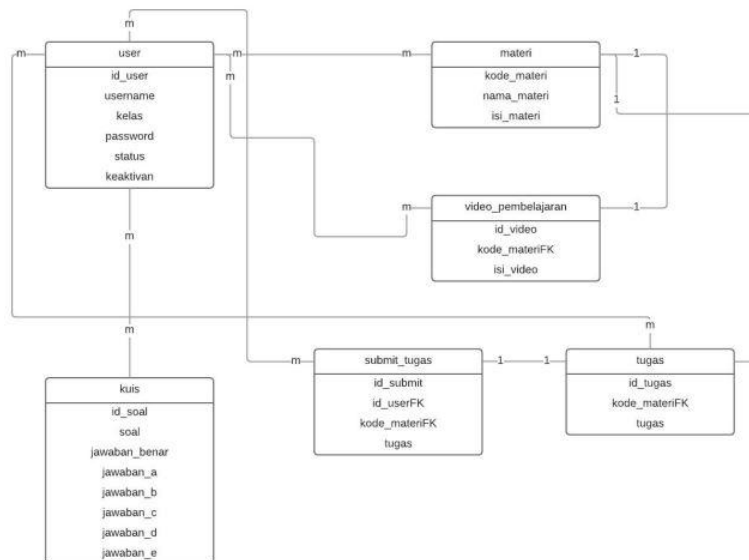 m
m
user
m
m
m
materi
1
id_user
username
kelas
password
status
keaktivan
kode_materi
nama_materi
isi_materi
1
m
video_pembelajaran
1
id_video
kode_materiFK
isi_video
m
m
m
m
submit_tugas
1
1
tugas
id_submit
id_userFK
kode_materiFK
tugas
id_tugas
kode_materiFK
tugas
kuis
id_soal
soal
jawaban_benar
jawaban_a
jawaban_b
jawaban_c
jawaban_d
jawaban_e